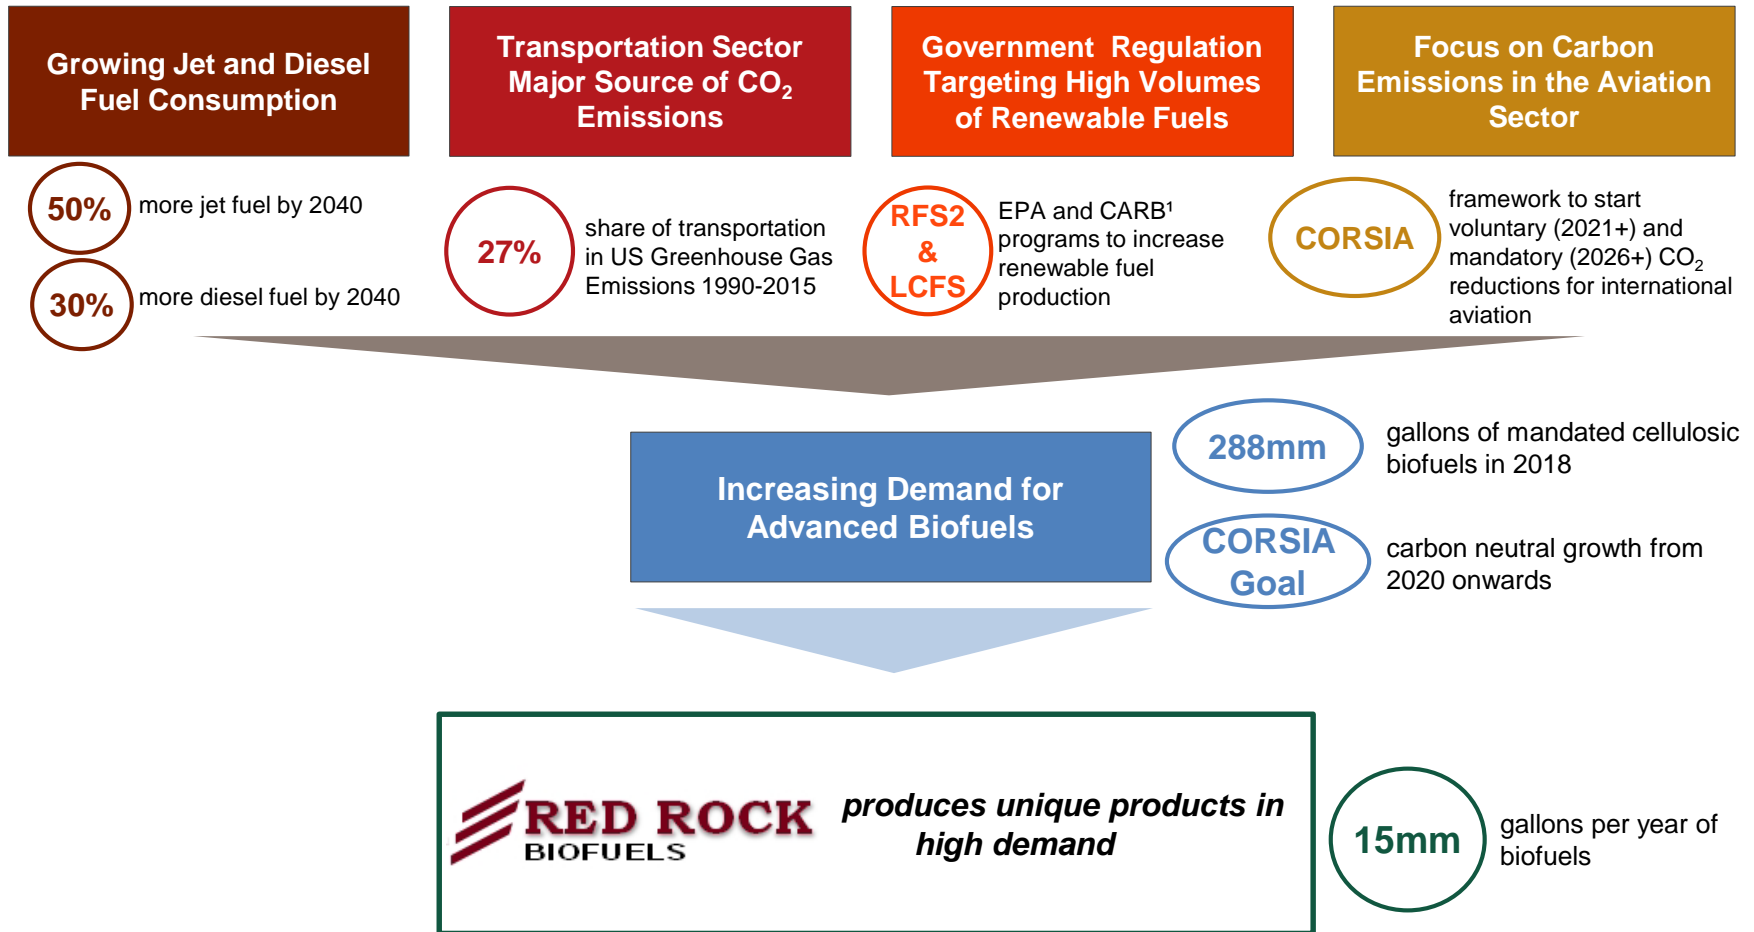 Growing Jet and Diesel
Fuel Consumption
Transportation Sector
Major Source of CO₂
Emissions
Government Regulation
Targeting High Volumes
of Renewable Fuels
Focus on Carbon
Emissions in the Aviation
Sector
50%
more jet fuel by 2040
30%
more diesel fuel by 2040
27%
share of transportation
in US Greenhouse Gas
Emissions 1990-2015
RFS2
&
LCFS
EPA and CARB¹
programs to increase
renewable fuel
production
CORSIA
framework to start
voluntary (2021+) and
mandatory (2026+) CO₂
reductions for international
aviation
Increasing Demand for
Advanced Biofuels
288mm
gallons of mandated cellulosic
biofuels in 2018
CORSIA
Goal
carbon neutral growth from
2020 onwards
RED ROCK
BIOFUELS
produces unique products in
high demand
15mm
gallons per year of
biofuels